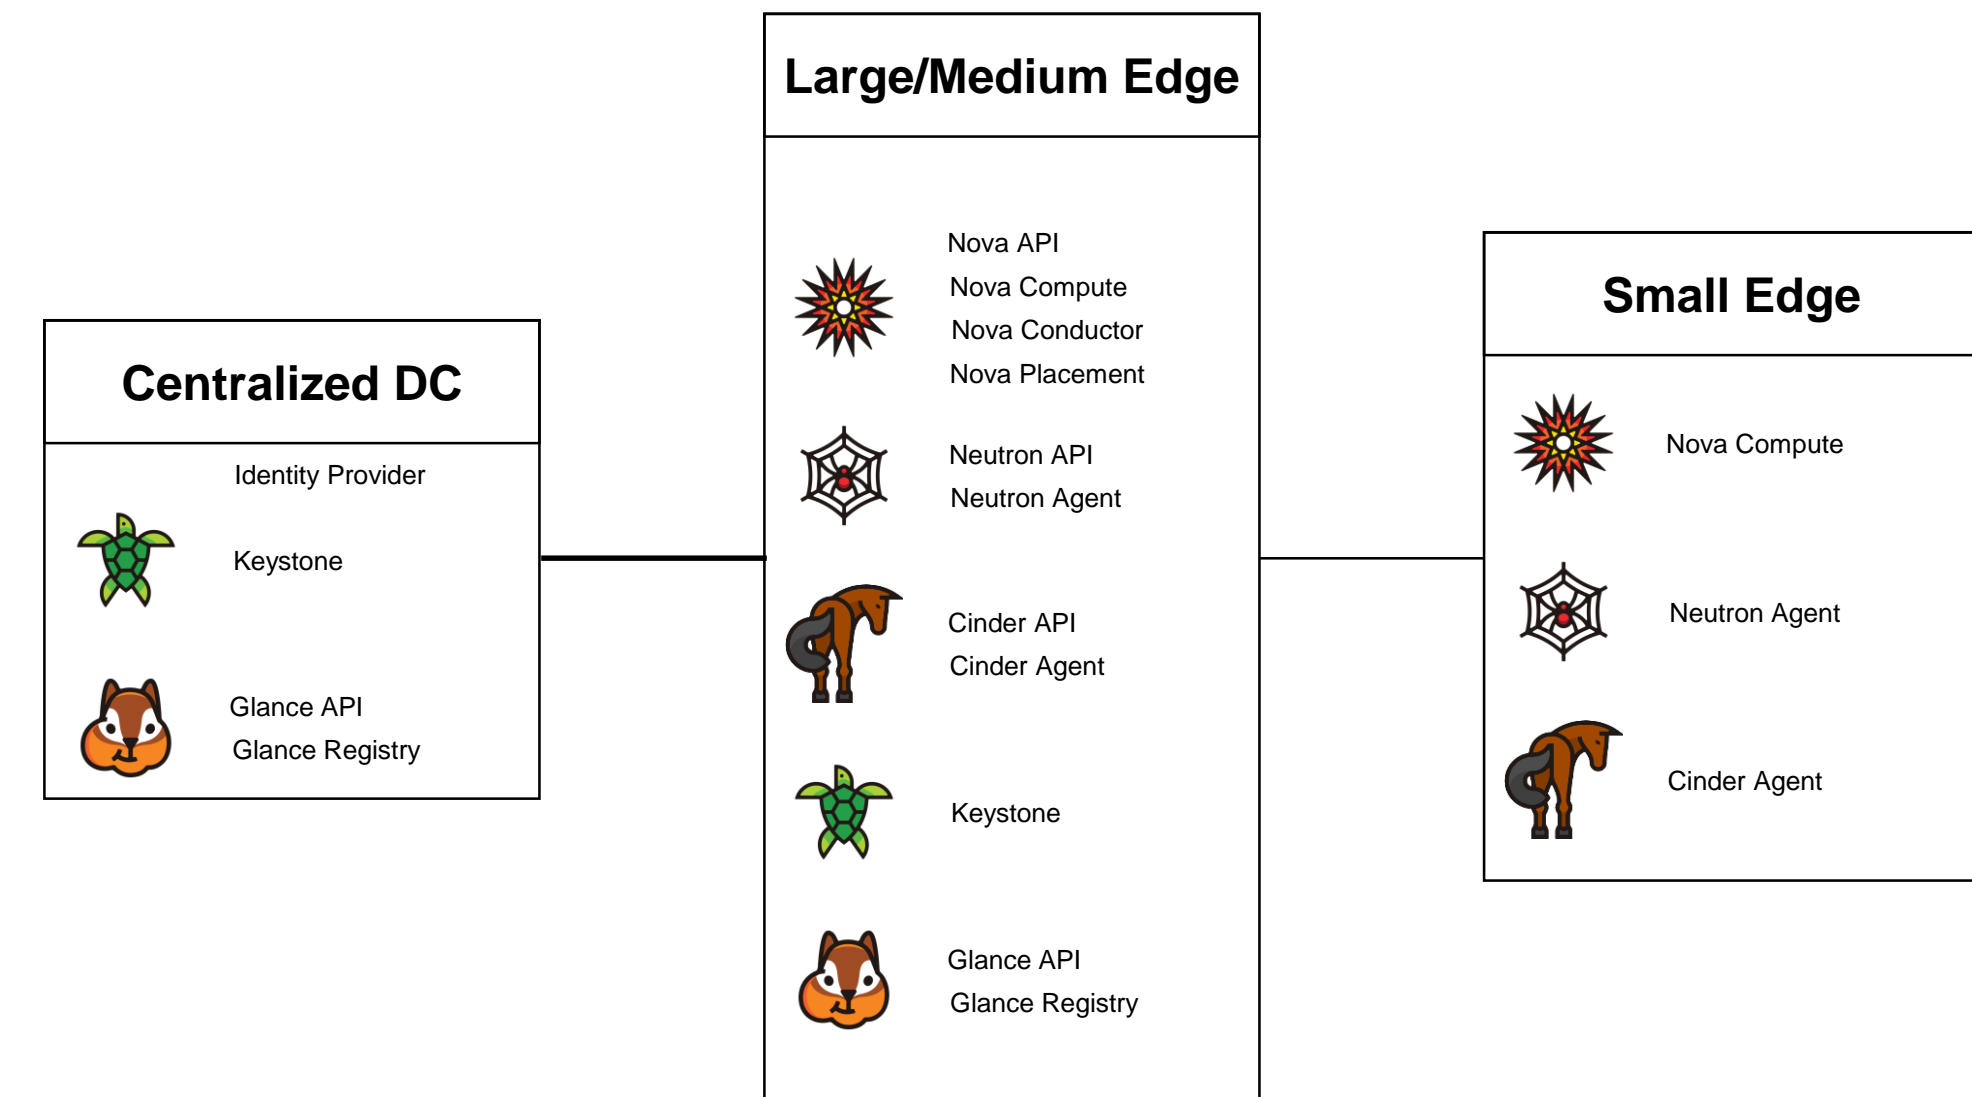 Centralized DC
Identity Provider
Keystone
Glance API
Glance Registry
Large/Medium Edge
Nova API
Nova Compute
Nova Conductor
Nova Placement
Neutron API
Neutron Agent
Cinder API
Cinder Agent
Keystone
Glance API
Glance Registry
Small Edge
Nova Compute
Neutron Agent
Cinder Agent